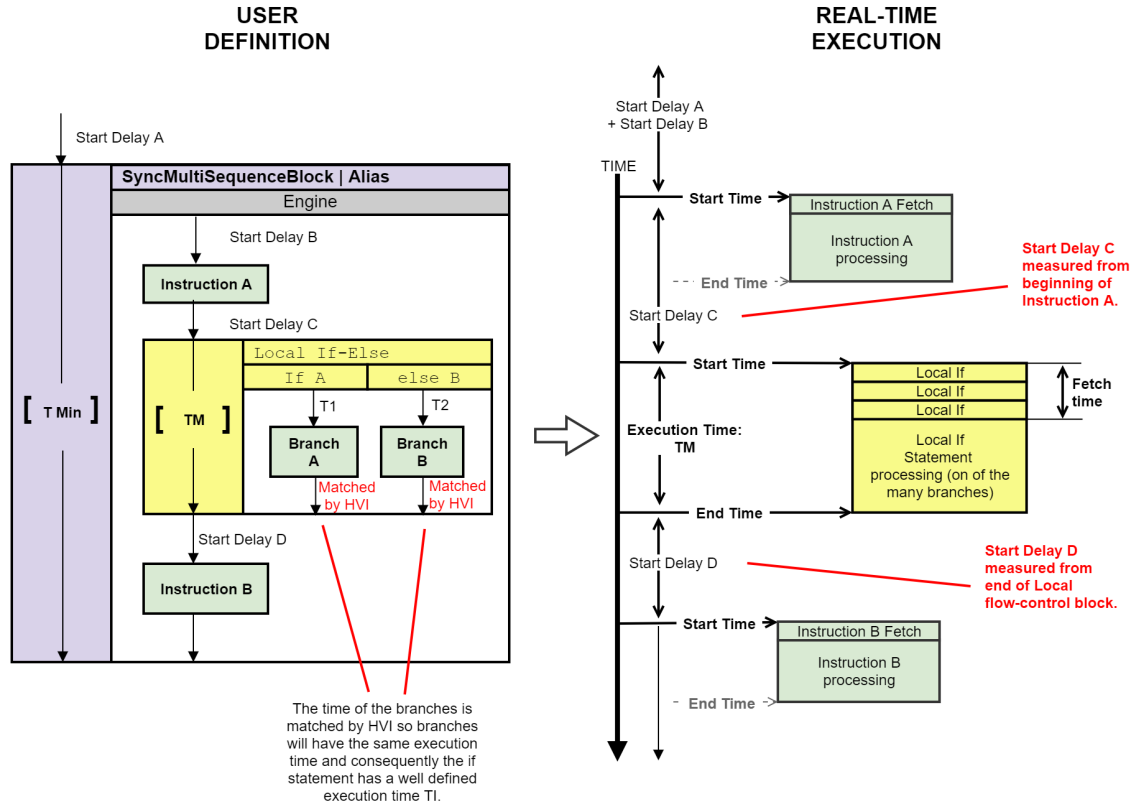 USER
DEFINITION
Start Delay A
SyncMultiSequenceBlock | Alias
Engine
Start Delay B
Instruction A
Start Delay C
Local If-Else
If A
else B
[ T Min ]
[ TM ]
T1
T2
Branch
A
Branch
B
Matched
by HVI
Matched
by HVI
Start Delay D
Instruction B
The time of the branches is
matched by HVI so branches
will have the same execution
time and consequently the if
statement has a well defined
execution time TI.
REAL-TIME
EXECUTION
Start Delay A
+ Start Delay B
TIME
Start Time
Instruction A Fetch
Instruction A
processing
End Time
Start Delay C
Start Delay C
measured from
beginning of
Instruction A.
Start Time
Local If
Local If
Local If
Fetch
time
Execution Time:
TM
Local If
Statement
processing (on of the
many branches)
End Time
Start Delay D
Start Delay D
measured from
end of Local
flow-control block.
Start Time
Instruction B Fetch
Instruction B
processing
End Time